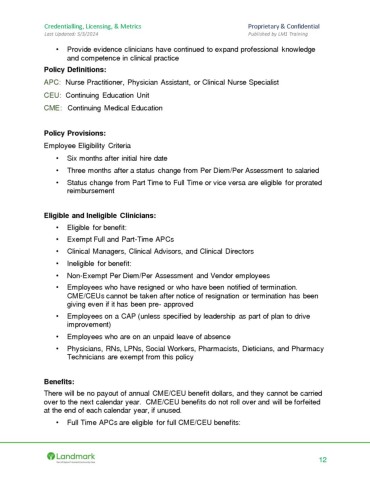 Credentialling, Licensing, & Metrics Proprietary & Confidential
Last Updated: 5/3/2024 Published by LMS Training
• Provide evidence clinicians have continued to expand professional knowledge
and competence in clinical practice
Policy Definitions:
APC: Nurse Practitioner, Physician Assistant, or Clinical Nurse Specialist
CEU: Continuing Education Unit
CME: Continuing Medical Education
Policy Provisions:
Employee Eligibility Criteria
• Six months after initial hire date
• Three months after a status change from Per Diem/Per Assessment to salaried
• Status change from Part Time to Full Time or vice versa are eligible for prorated
reimbursement
Eligible and Ineligible Clinicians:
• Eligible for benefit:
• Exempt Full and Part-Time APCs
• Clinical Managers, Clinical Advisors, and Clinical Directors
• Ineligible for benefit:
• Non-Exempt Per Diem/Per Assessment and Vendor employees
• Employees who have resigned or who have been notified of termination.
CME/CEUs cannot be taken after notice of resignation or termination has been
giving even if it has been pre- approved
• Employees on a CAP (unless specified by leadership as part of plan to drive
improvement)
• Employees who are on an unpaid leave of absence
• Physicians, RNs, LPNs, Social Workers, Pharmacists, Dieticians, and Pharmacy
Technicians are exempt from this policy
Benefits:
There will be no payout of annual CME/CEU benefit dollars, and they cannot be carried
over to the next calendar year. CME/CEU benefits do not roll over and will be forfeited
at the end of each calendar year, if unused.
• Full Time APCs are eligible for full CME/CEU benefits:
Landmark
12